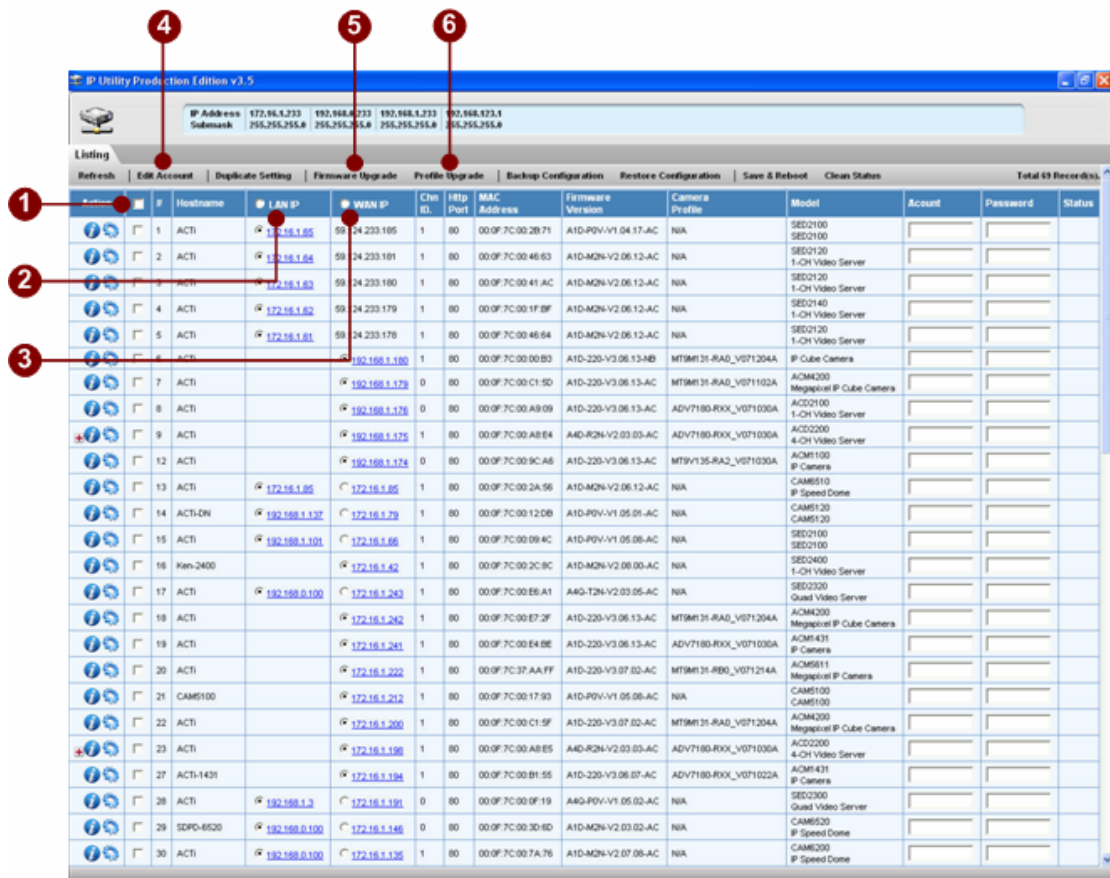 4 5 6
IP Utility Production Edition v3.5
IP Address 172.16.1.233 192.168.0.233 192.168.1.233 192.168.123.1
Submask 255.255.255.0 255.255.255.0 255.255.255.0 255.255.255.0
Listing
Refresh | Edit Account | Duplicate Setting | Firmware Upgrade Profile Upgrade | Backup Configuration Restore Configuration | Save & Reboot Clean Status Total 69 Record(s).
1
Action # Hostname LAN IP WAN IP Chn ID. Http Port MAC Address Firmware Version Camera Profile Model Acount Password Status
1 ACTi 172.16.1.65 59.124.233.185 1 80 00:0F:7C:00:2B:71 A1D-P0V-V1.04.17-AC N/A SED2100 SED2100
2 ACTi 172.16.1.64 59.124.233.181 1 80 00:0F:7C:00:46:63 A1D-M2N-V2.06.12-AC N/A SED2120 1-CH Video Server
2
3 ACTi 172.16.1.63 59.124.233.180 1 80 00:0F:7C:00:41:AC A1D-M2N-V2.06.12-AC N/A SED2120 1-CH Video Server
4 ACTi 172.16.1.62 59.124.233.179 1 80 00:0F:7C:00:1F:BF A1D-M2N-V2.06.12-AC N/A SED2140 1-CH Video Server
5 ACTi 172.16.1.61 59.124.233.178 1 80 00:0F:7C:00:46:64 A1D-M2N-V2.06.12-AC N/A SED2120 1-CH Video Server
3
6 ACTi 192.168.1.180 1 80 00:0F:7C:00:00:B3 A1D-220-V3.06.13-NB MT9M131-RA0_V071204A IP Cube Camera
7 ACTi 192.168.1.179 0 80 00:0F:7C:00:C1:5D A1D-220-V3.06.13-AC MT9M131-RA0_V071102A ACM4200 Megapixel IP Cube Camera
8 ACTi 192.168.1.176 0 80 00:0F:7C:00:A9:09 A1D-220-V3.06.13-AC ADV7180-RXX_V071030A ACD2100 1-CH Video Server
9 ACTi 192.168.1.175 1 80 00:0F:7C:00:A8:E4 A4D-R2N-V2.03.03-AC ADV7180-RXX_V071030A ACD2200 4-CH Video Server
12 ACTi 192.168.1.174 0 80 00:0F:7C:00:9C:A6 A1D-220-V3.06.13-AC MT9V135-RA2_V071030A ACM1100 IP Camera
13 ACTi 172.16.1.85 172.16.1.85 1 80 00:0F:7C:00:2A:56 A1D-M2N-V2.06.12-AC N/A CAM6510 IP Speed Dome
14 ACTi-DN 192.168.1.137 172.16.1.79 1 80 00:0F:7C:00:12:DB A1D-P0V-V1.05.01-AC N/A CAM5120 CAM5120
15 ACTi 192.168.1.101 172.16.1.66 1 80 00:0F:7C:00:09:4C A1D-P0V-V1.05.08-AC N/A SED2100 SED2100
16 Ken-2400 172.16.1.42 1 80 00:0F:7C:00:2C:8C A1D-M2N-V2.08.00-AC N/A SED2400 1-CH Video Server
17 ACTi 192.168.0.100 172.16.1.243 1 80 00:0F:7C:00:E6:A1 A4Q-T2N-V2.03.05-AC N/A SED2320 Quad Video Server
18 ACTi 172.16.1.242 1 80 00:0F:7C:00:E7:2F A1D-220-V3.06.13-AC MT9M131-RA0_V071204A ACM4200 Megapixel IP Cube Camera
19 ACTi 172.16.1.241 1 80 00:0F:7C:00:E4:BE A1D-220-V3.06.13-AC ADV7180-RXX_V071030A ACM1431 IP Camera
20 ACTi 172.16.1.222 1 80 00:0F:7C:37:AA:FF A1D-220-V3.07.02-AC MT9M131-RB0_V071214A ACM5611 Megapixel IP Camera
21 CAM5100 172.16.1.212 1 80 00:0F:7C:00:17:93 A1D-P0V-V1.05.08-AC N/A CAM5100 CAM5100
22 ACTi 172.16.1.200 1 80 00:0F:7C:00:C1:5F A1D-220-V3.07.02-AC MT9M131-RA0_V071204A ACM4200 Megapixel IP Cube Camera
23 ACTi 172.16.1.198 1 80 00:0F:7C:00:A8:E5 A4D-R2N-V2.03.03-AC ADV7180-RXX_V071030A ACD2200 4-CH Video Server
27 ACTi-1431 172.16.1.194 1 80 00:0F:7C:00:B1:55 A1D-220-V3.06.07-AC ADV7180-RXX_V071022A ACM1431 IP Camera
28 ACTi 192.168.1.3 172.16.1.191 0 80 00:0F:7C:00:0F:19 A4Q-P0V-V1.05.02-AC N/A SED2300 Quad Video Server
29 SDPD-6520 192.168.0.100 172.16.1.146 0 80 00:0F:7C:00:3D:6D A1D-M2N-V2.03.02-AC N/A CAM6520 IP Speed Dome
30 ACTi 192.168.0.100 172.16.1.135 1 80 00:0F:7C:00:7A:76 A1D-M2N-V2.07.08-AC N/A CAM6200 IP Speed Dome